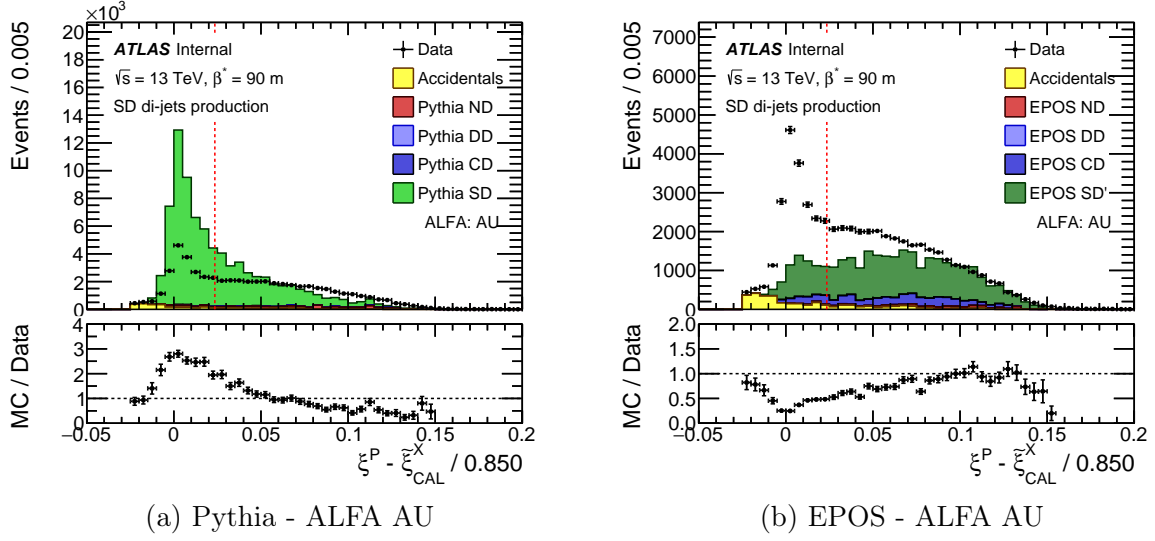 ×10³
20
18
16
14
12
10
8
6
4
2
0
Events / 0.005
ATLAS Internal
√s = 13 TeV, β* = 90 m
SD di-jets production
Data
Accidentals
Pythia ND
Pythia DD
Pythia CD
Pythia SD
ALFA: AU
4
3
2
1
0
MC / Data
−0.05 0 0.05 0.1 0.15 0.2
ξᴾ - ξ̃ˣ_CAL / 0.850
(a) Pythia - ALFA AU
7000
6000
5000
4000
3000
2000
1000
0
Events / 0.005
ATLAS Internal
√s = 13 TeV, β* = 90 m
SD di-jets production
Data
Accidentals
EPOS ND
EPOS DD
EPOS CD
EPOS SD'
ALFA: AU
2.0
1.5
1.0
0.5
0.0
MC / Data
−0.05 0 0.05 0.1 0.15 0.2
ξᴾ - ξ̃ˣ_CAL / 0.850
(b) EPOS - ALFA AU